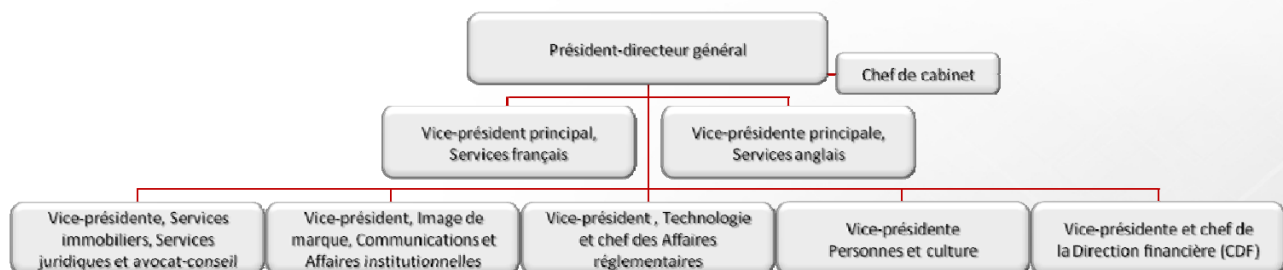 Président-directeur général
Chef de cabinet
Vice-président principal,
Services français
Vice-présidente principale,
Services anglais
Vice-présidente, Services
immobiliers, Services
juridiques et avocat-conseil
Vice-président, Image de
marque, Communications et
Affaires institutionnelles
Vice-président , Technologie
et chef des Affaires
réglementaires
Vice-présidente
Personnes et culture
Vice-présidente et chef de
la Direction financière (CDF)